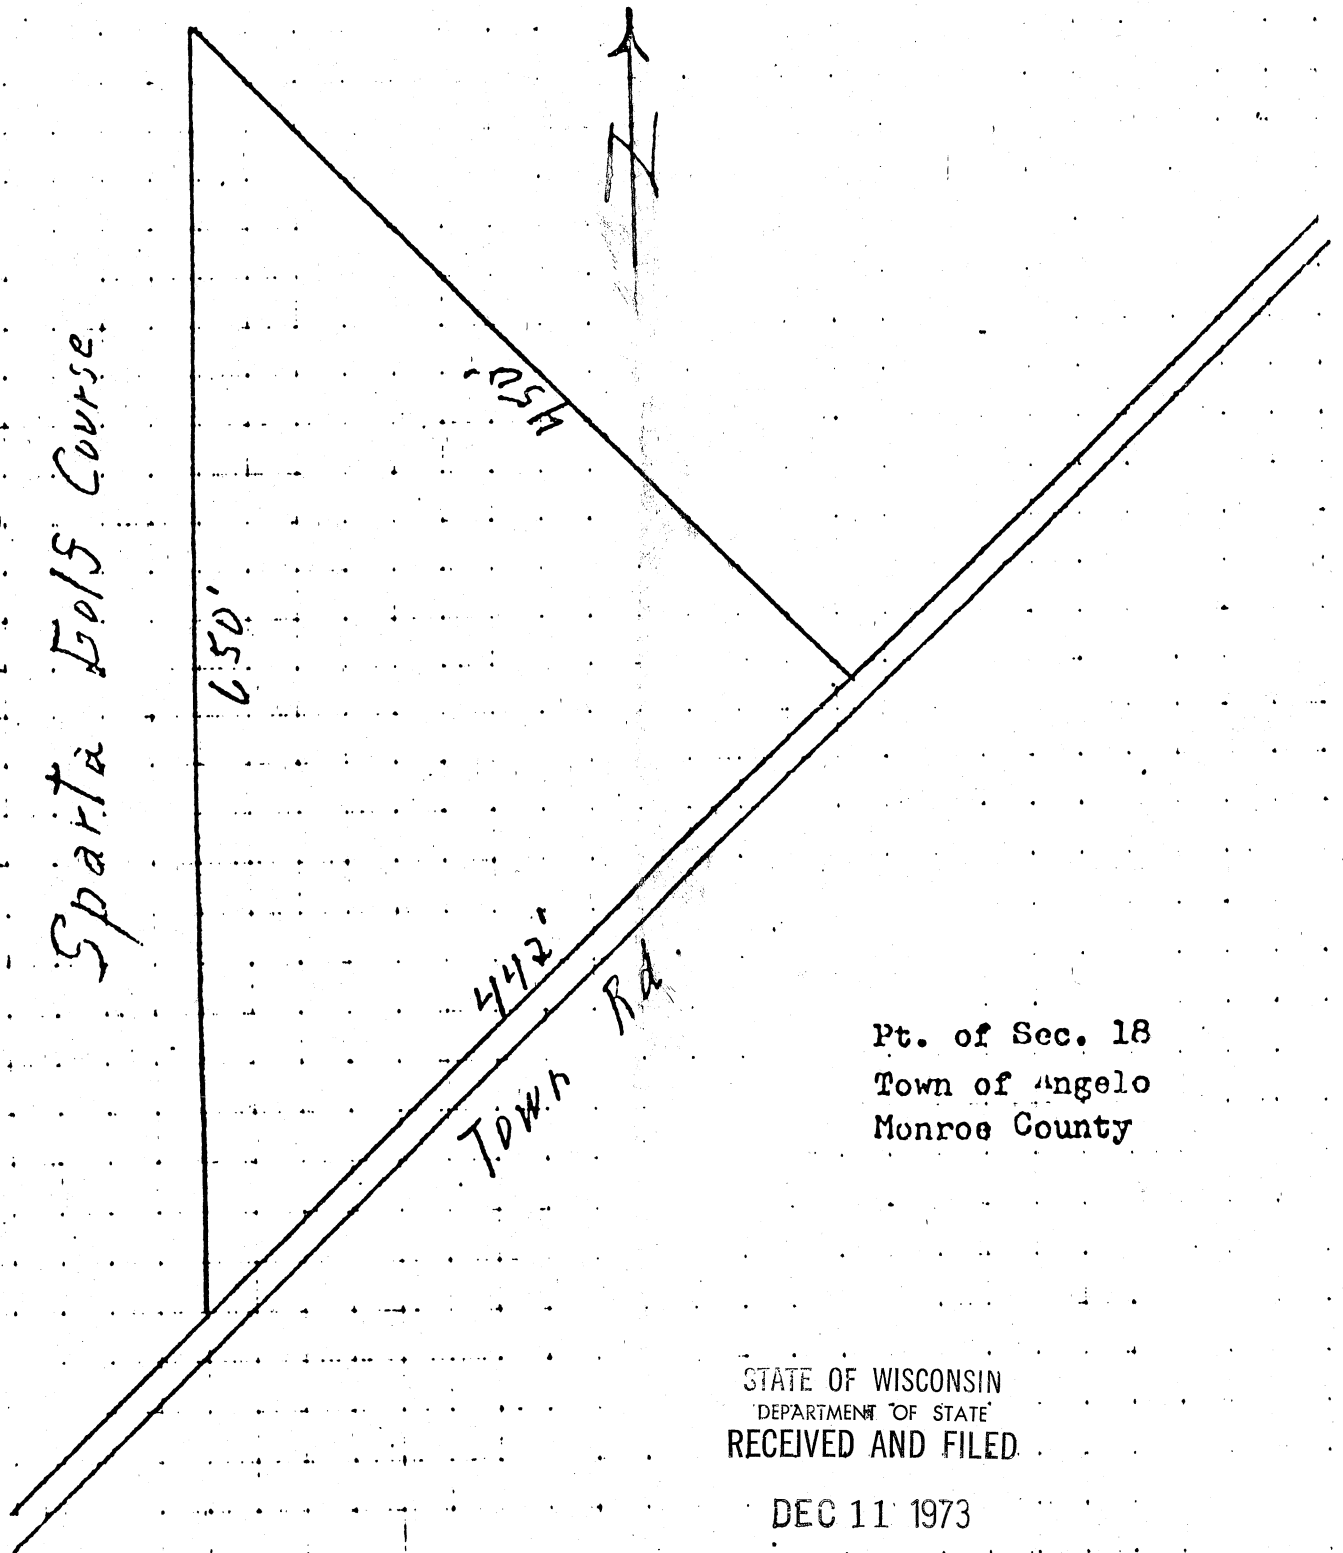 N
Sparta Golf Course
450'
650'
442'
Town Rd.
Pt. of Sec. 18
Town of Angelo
Monroe County
STATE OF WISCONSIN
DEPARTMENT OF STATE
RECEIVED AND FILED
DEC 11 1973